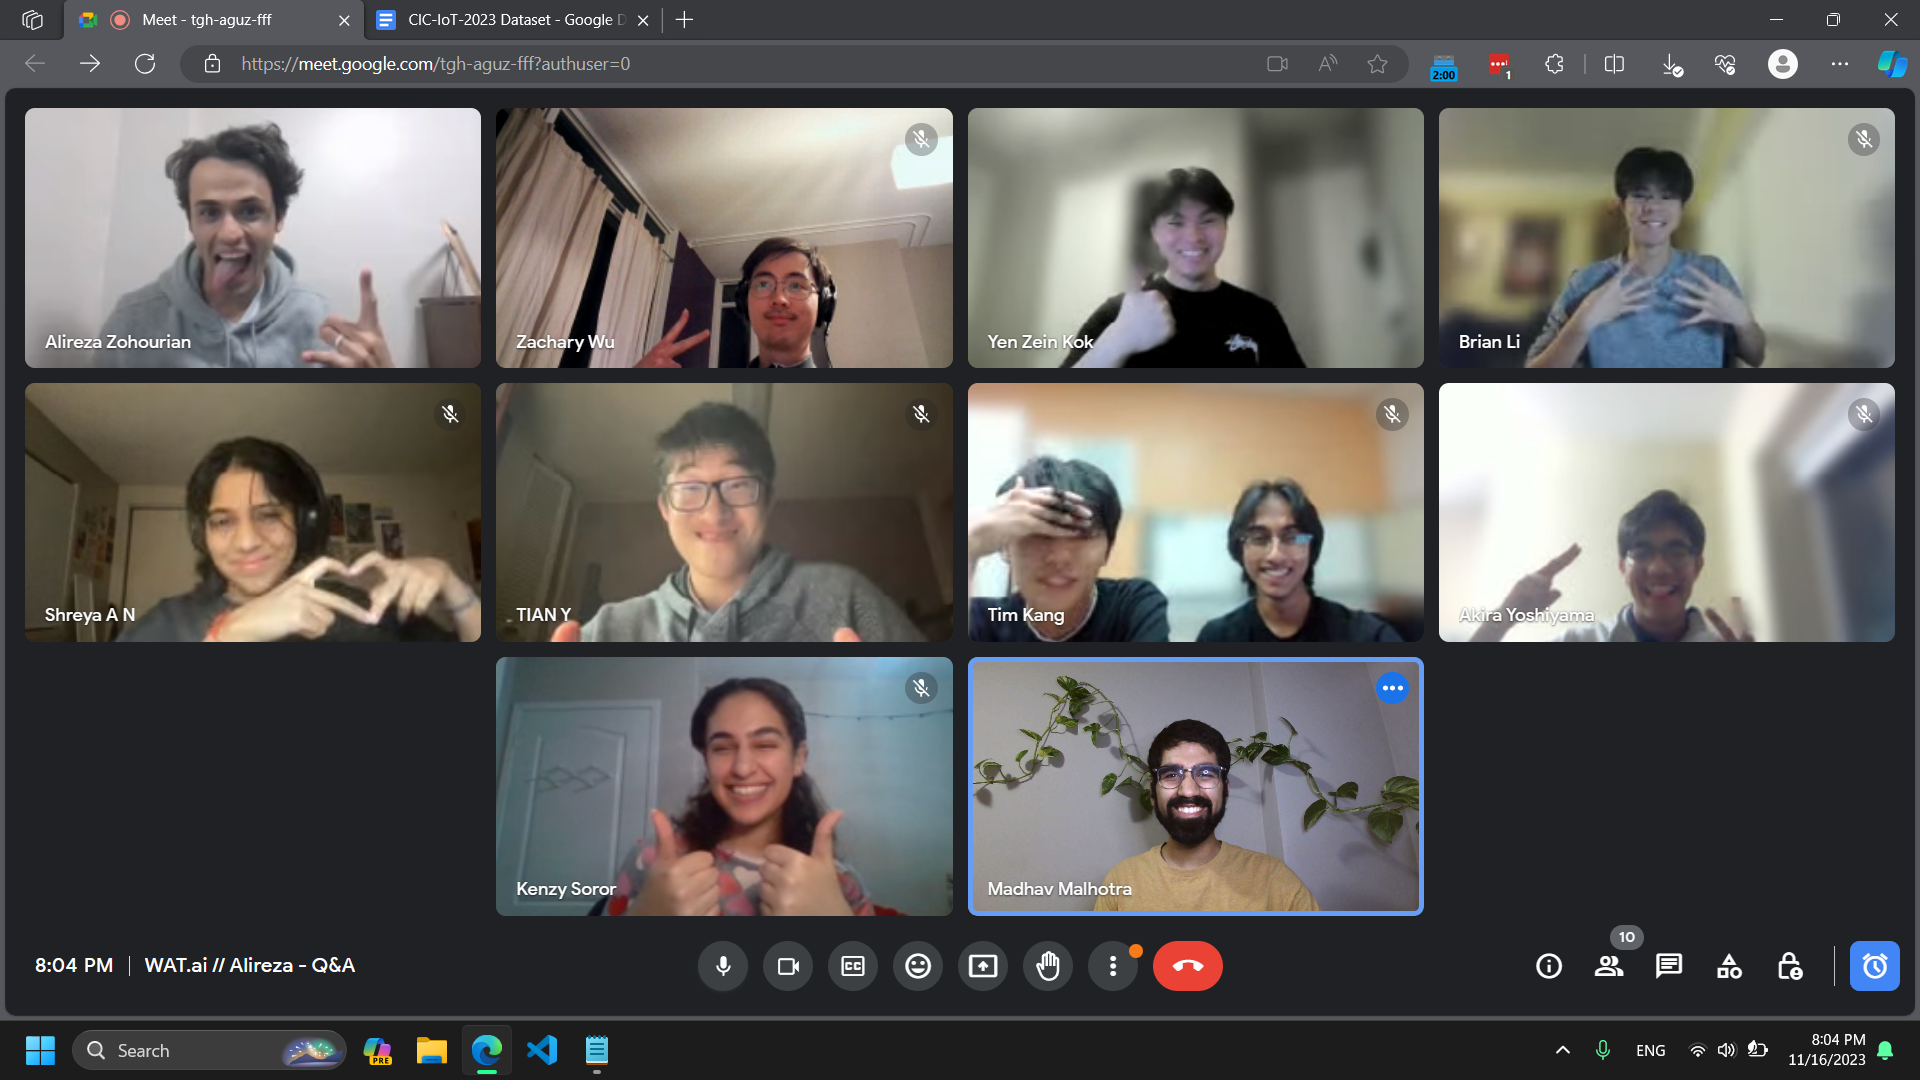 Meet - tgh-aguz-fff
CIC-IoT-2023 Dataset - Google D
https://meet.google.com/tgh-aguz-fff?authuser=0
2:00
1
Alireza Zohourian
Zachary Wu
Yen Zein Kok
Brian Li
Shreya A N
TIAN Y
Tim Kang
Akira Yoshiyama
Kenzy Soror
Madhav Malhotra
8:04 PM | WAT.ai // Alireza - Q&A
CC
10
Search
PRE
ENG
8:04 PM
11/16/2023